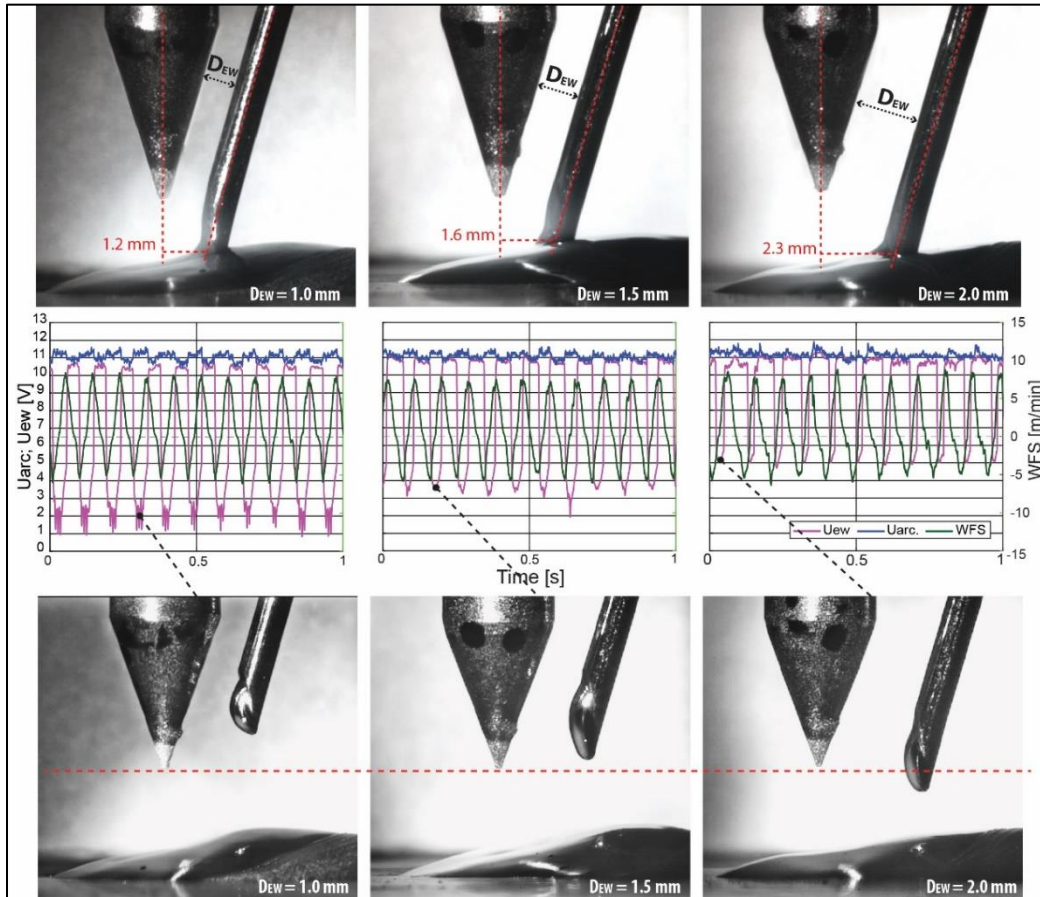 DEW
DEW
DEW
1.2 mm
1.6 mm
2.3 mm
DEW = 1.0 mm
DEW = 1.5 mm
DEW = 2.0 mm
Uarc; Uew [V]
13
12
11
10
9
8
7
6
5
4
3
2
1
0
15
10
5
0
-5
-10
-15
WFS [m/min]
Uew
Uarc.
WFS
0
0.5
1
0
0.5
1
0
0.5
1
Time [s]
DEW = 1.0 mm
DEW = 1.5 mm
DEW = 2.0 mm